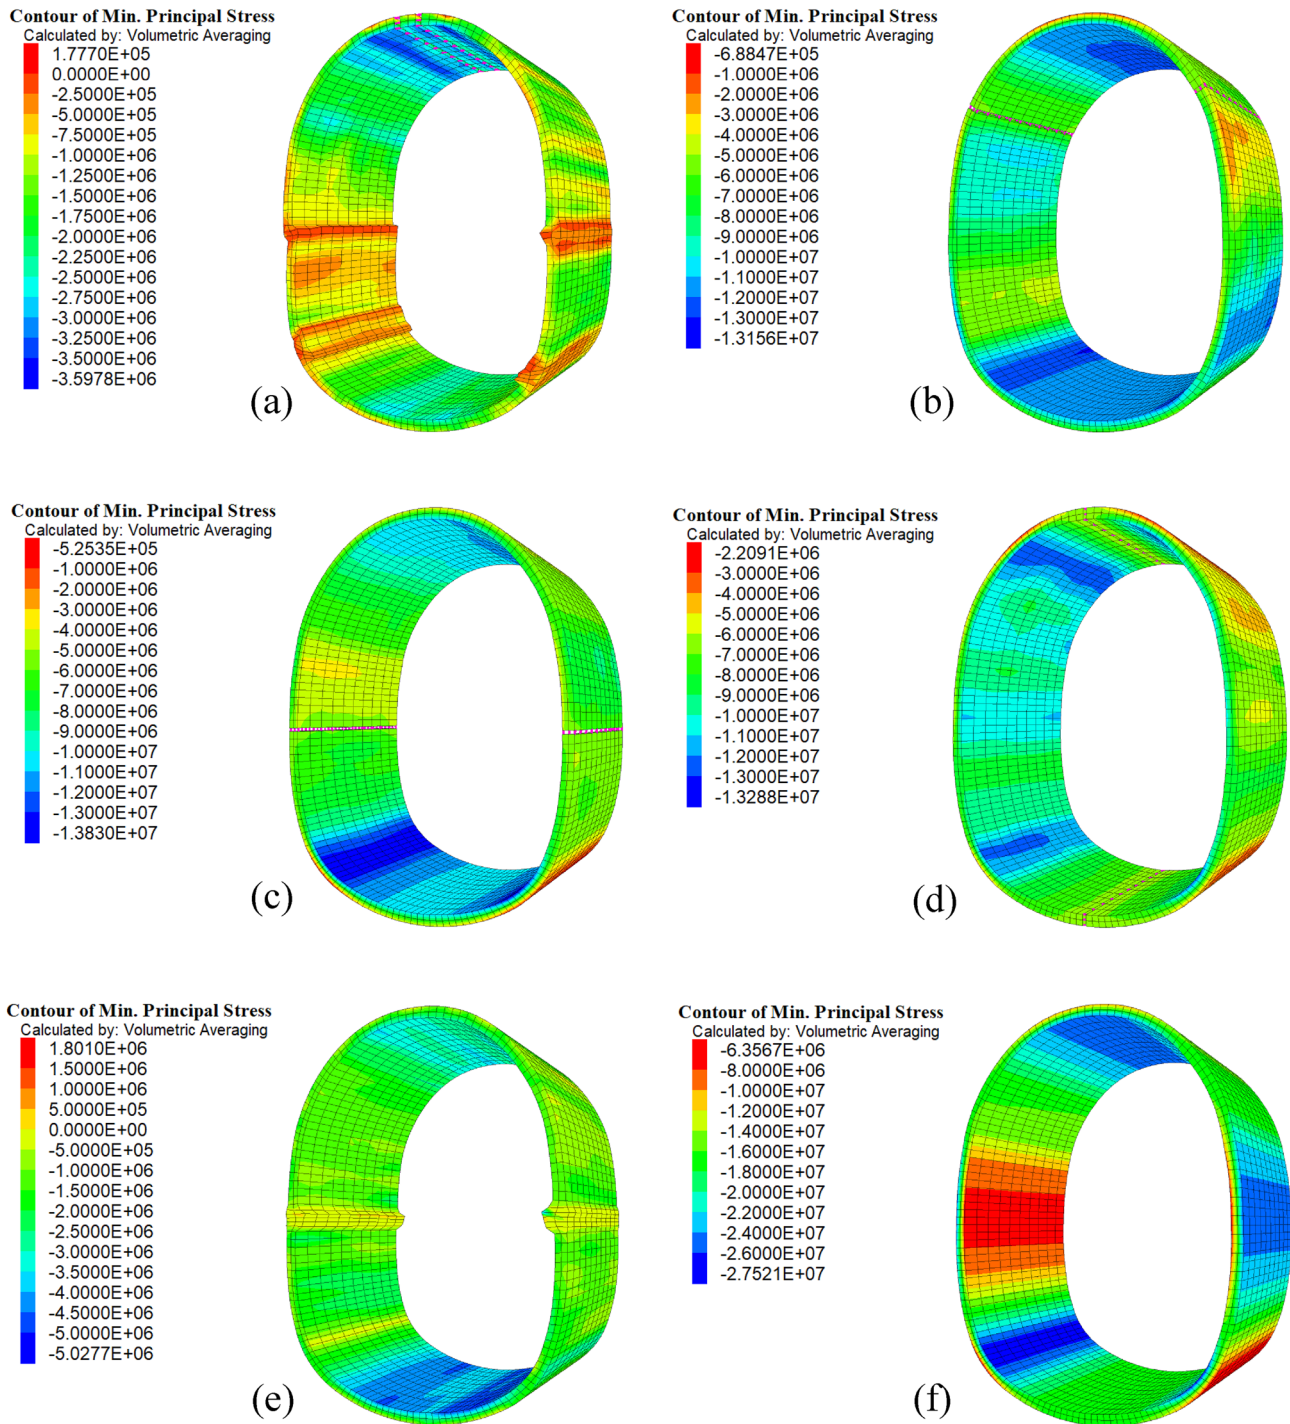 Contour of Min. Principal Stress
Calculated by: Volumetric Averaging
1.7770E+05
0.0000E+00
-2.5000E+05
-5.0000E+05
-7.5000E+05
-1.0000E+06
-1.2500E+06
-1.7500E+06
-2.0000E+06
-2.2500E+06
-2.5000E+06
-2.7500E+06
-3.0000E+06
-3.2500E+06
-3.5000E+06
-3.5978E+06
(a)
Contour of Min. Principal Stress
Calculated by: Volumetric Averaging
-6.8847E+05
-1.0000E+06
-2.0000E+06
-3.0000E+06
-4.0000E+06
-5.0000E+06
-6.0000E+06
-7.0000E+06
-8.0000E+06
-9.0000E+06
-1.0000E+07
-1.1000E+07
-1.2000E+07
-1.3000E+07
-1.3156E+07
(b)
Contour of Min. Principal Stress
Calculated by: Volumetric Averaging
-5.2535E+05
-1.0000E+06
-2.0000E+06
-3.0000E+06
-4.0000E+06
-5.0000E+06
-6.0000E+06
-7.0000E+06
-8.0000E+06
-9.0000E+06
-1.0000E+07
-1.1000E+07
-1.2000E+07
-1.3000E+07
-1.3830E+07
(c)
Contour of Min. Principal Stress
Calculated by: Volumetric Averaging
-2.2091E+06
-3.0000E+06
-4.0000E+06
-5.0000E+06
-6.0000E+06
-7.0000E+06
-8.0000E+06
-9.0000E+06
-1.0000E+07
-1.1000E+07
-1.2000E+07
-1.3000E+07
-1.3288E+07
(d)
Contour of Min. Principal Stress
Calculated by: Volumetric Averaging
1.8010E+06
1.5000E+06
1.0000E+06
5.0000E+05
0.0000E+00
-5.0000E+05
-1.0000E+06
-1.5000E+06
-2.5000E+06
-3.0000E+06
-3.5000E+06
-4.0000E+06
-4.5000E+06
-5.0000E+06
-5.0277E+06
(e)
Contour of Min. Principal Stress
Calculated by: Volumetric Averaging
-6.3567E+06
-8.0000E+06
-1.0000E+07
-1.2000E+07
-1.4000E+07
-1.6000E+07
-1.8000E+07
-2.0000E+07
-2.2000E+07
-2.4000E+07
-2.6000E+07
-2.7521E+07
(f)